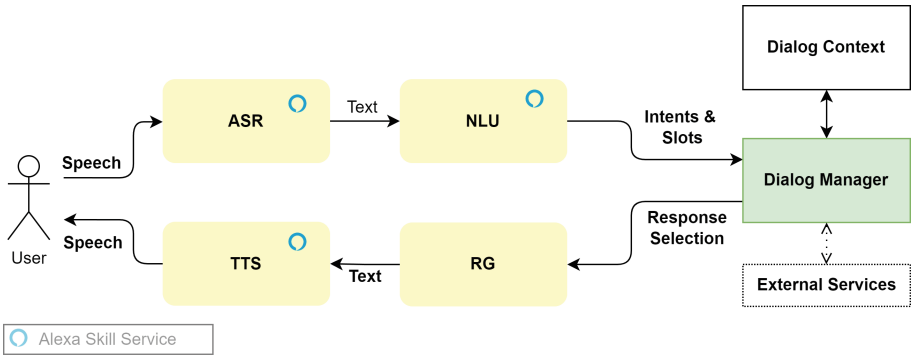 Dialog Context
ASR
Text
NLU
Intents &
Slots
Speech
Dialog Manager
User
Speech
TTS
Text
RG
Response
Selection
External Services
Alexa Skill Service